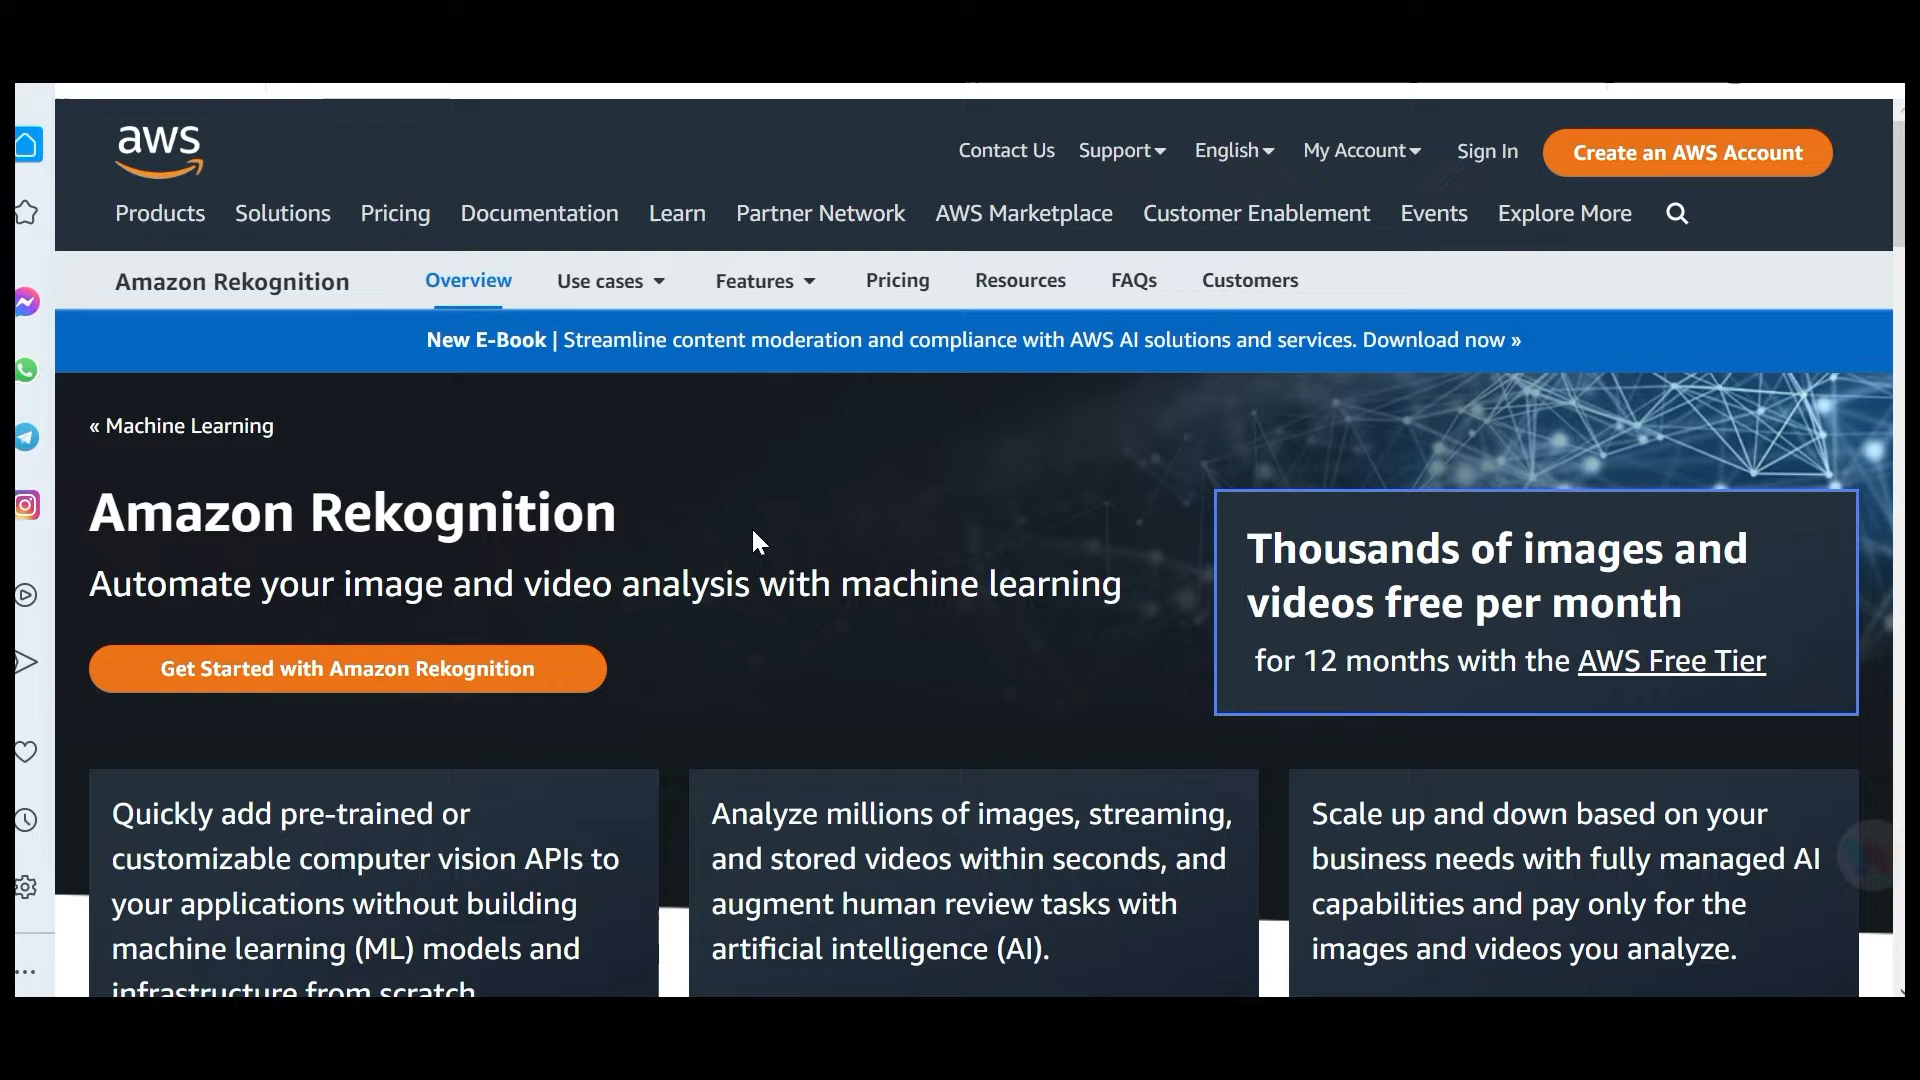 aws
Contact Us Support English My Account Sign In Create an AWS Account
Products Solutions Pricing Documentation Learn Partner Network AWS Marketplace Customer Enablement Events Explore More
Amazon Rekognition Overview Use cases Features Pricing Resources FAQs Customers
New E-Book | Streamline content moderation and compliance with AWS AI solutions and services. Download now »
« Machine Learning
Amazon Rekognition
Automate your image and video analysis with machine learning
Get Started with Amazon Rekognition
Thousands of images and
videos free per month
for 12 months with the AWS Free Tier
Quickly add pre-trained or
customizable computer vision APIs to
your applications without building
machine learning (ML) models and
infrastructure from scratch
Analyze millions of images, streaming,
and stored videos within seconds, and
augment human review tasks with
artificial intelligence (AI).
Scale up and down based on your
business needs with fully managed AI
capabilities and pay only for the
images and videos you analyze.